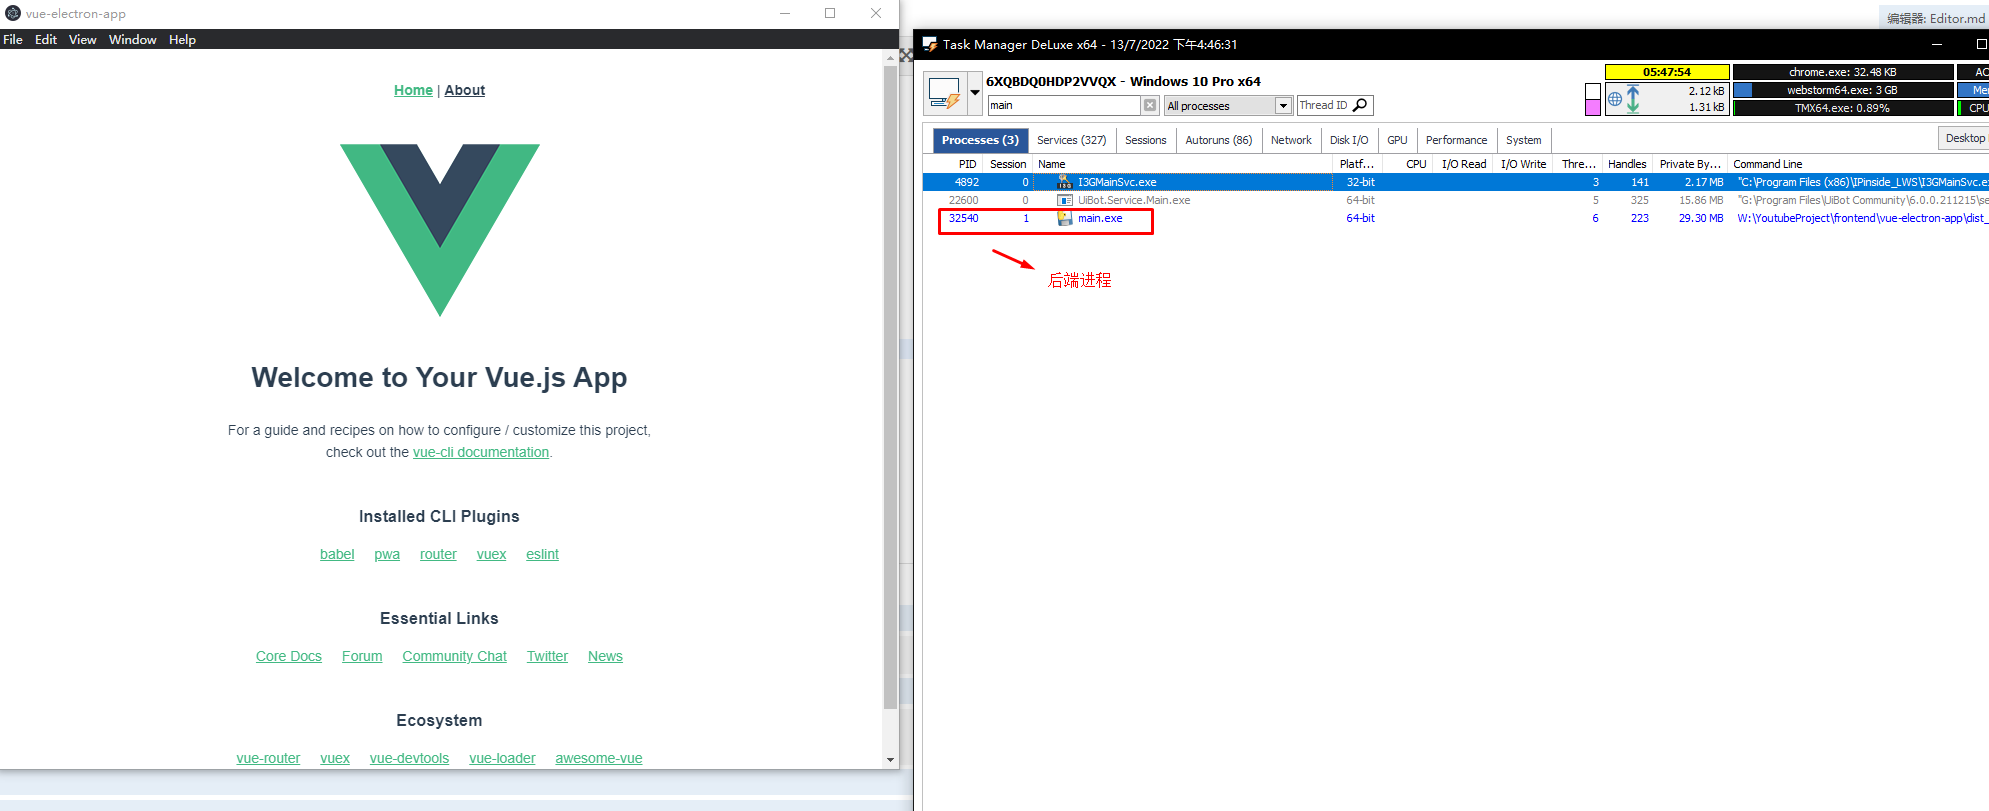 vue-electron-app
File Edit View Window Help
Home | About
Welcome to Your Vue.js App
For a guide and recipes on how to configure / customize this project,
check out the vue-cli documentation.
Installed CLI Plugins
babel pwa router vuex eslint
Essential Links
Core Docs Forum Community Chat Twitter News
Ecosystem
vue-router vuex vue-devtools vue-loader awesome-vue
编辑器: Editor.md
Task Manager DeLuxe x64 - 13/7/2022 下午4:46:31
6XQBDQ0HDP2VVQX - Windows 10 Pro x64
main All processes Thread ID
05:47:54
2.12 kB
1.31 kB
chrome.exe: 32.48 KB
webstorm64.exe: 3 GB
TMX64.exe: 0.89%
AC
Me
CPU
Processes (3) Services (327) Sessions Autoruns (86) Network Disk I/O GPU Performance System Desktop
PID Session Name Platf... CPU I/O Read I/O Write Thre... Handles Private By... Command Line
4892 0 I3GMainSvc.exe 32-bit 3 141 2.17 MB "C:\Program Files (x86)\IPinside_LWS\I3GMainSvc.e
22600 0 UiBot.Service.Main.exe 64-bit 5 325 15.86 MB "G:\Program Files\UiBot Community\6.0.0.211215\se
32540 1 main.exe 64-bit 6 223 29.30 MB W:\YoutubeProject\frontend\vue-electron-app\dist_
后端进程